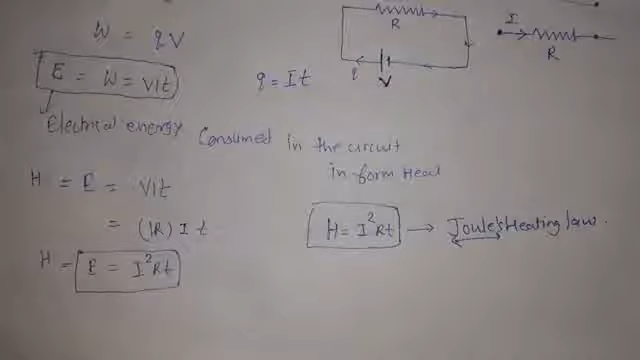 R
I
R
W = qV
q
V
E = W = VIt
q = It
Electrical energy Consumed in the circuit
in form Heat
H = E = VIt
= (IR) I t
H = I²Rt → Joule's Heating law.
H = E = I²Rt